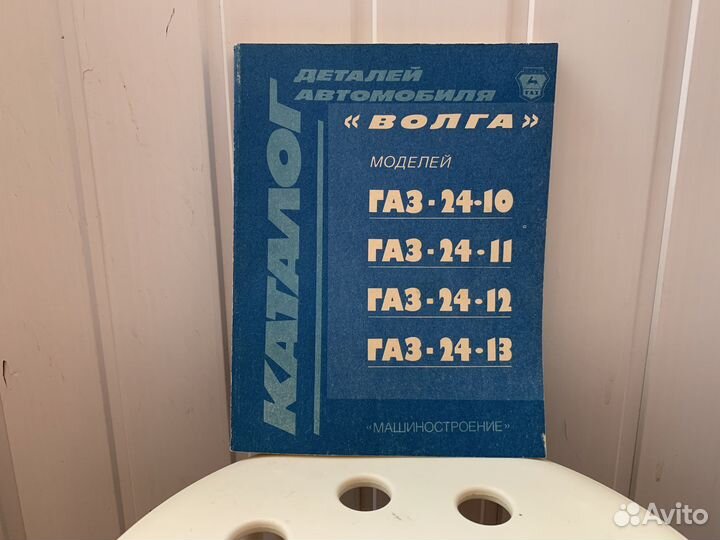 КАТАЛОГ
ДЕТАЛЕЙ
АВТОМОБИЛЯ
«ВОЛГА»
МОДЕЛЕЙ
ГАЗ-24-10
ГАЗ-24-11
ГАЗ-24-12
ГАЗ-24-13
«МАШИНОСТРОЕНИЕ»
ГАЗ
Avito